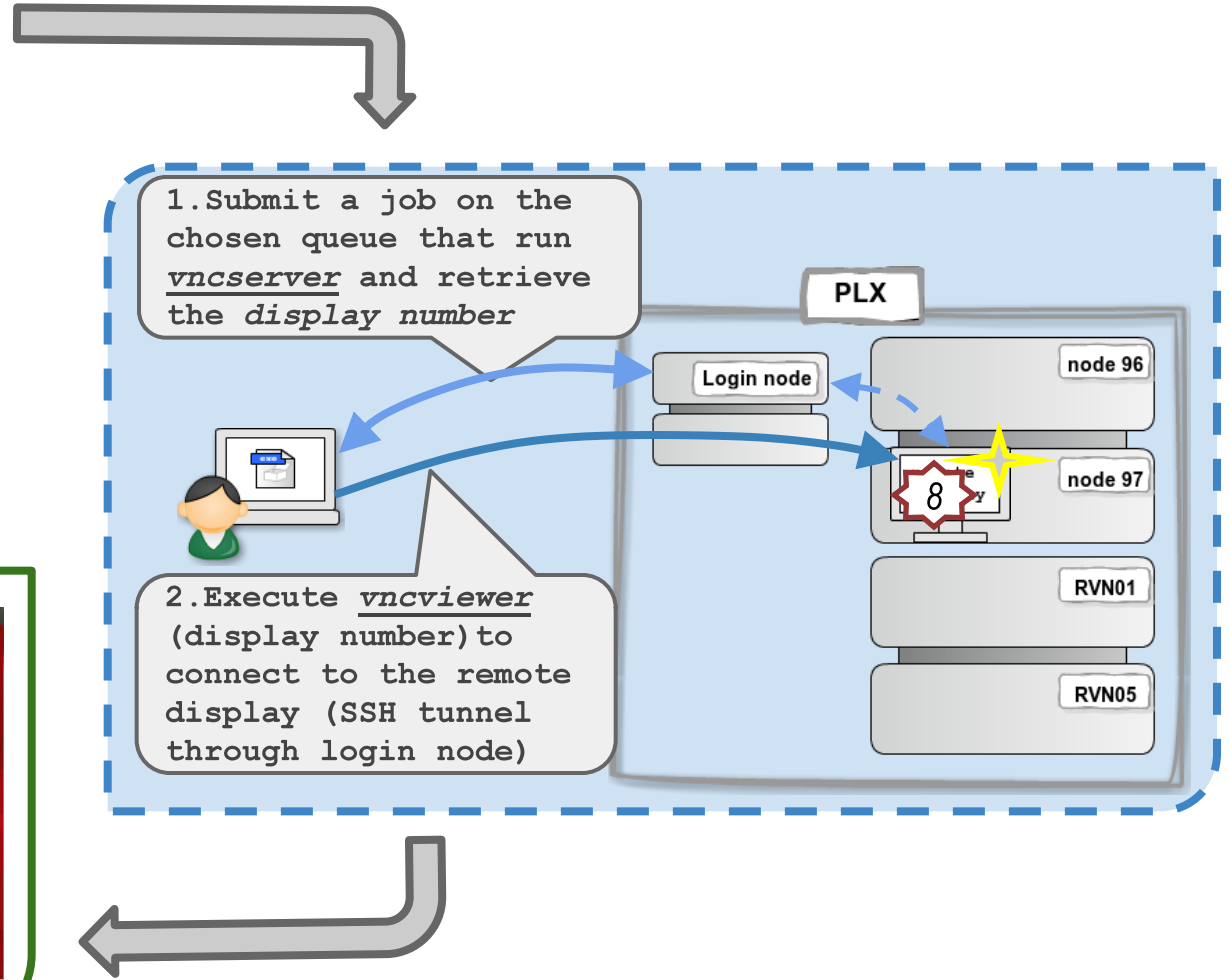 1.Submit a job on the
chosen queue that run
vncserver and retrieve
the display number
PLX
Login node
node 96
node 97
8
RVN01
RVN05
2.Execute vncviewer
(display number)to
connect to the remote
display (SSH tunnel
through login node)